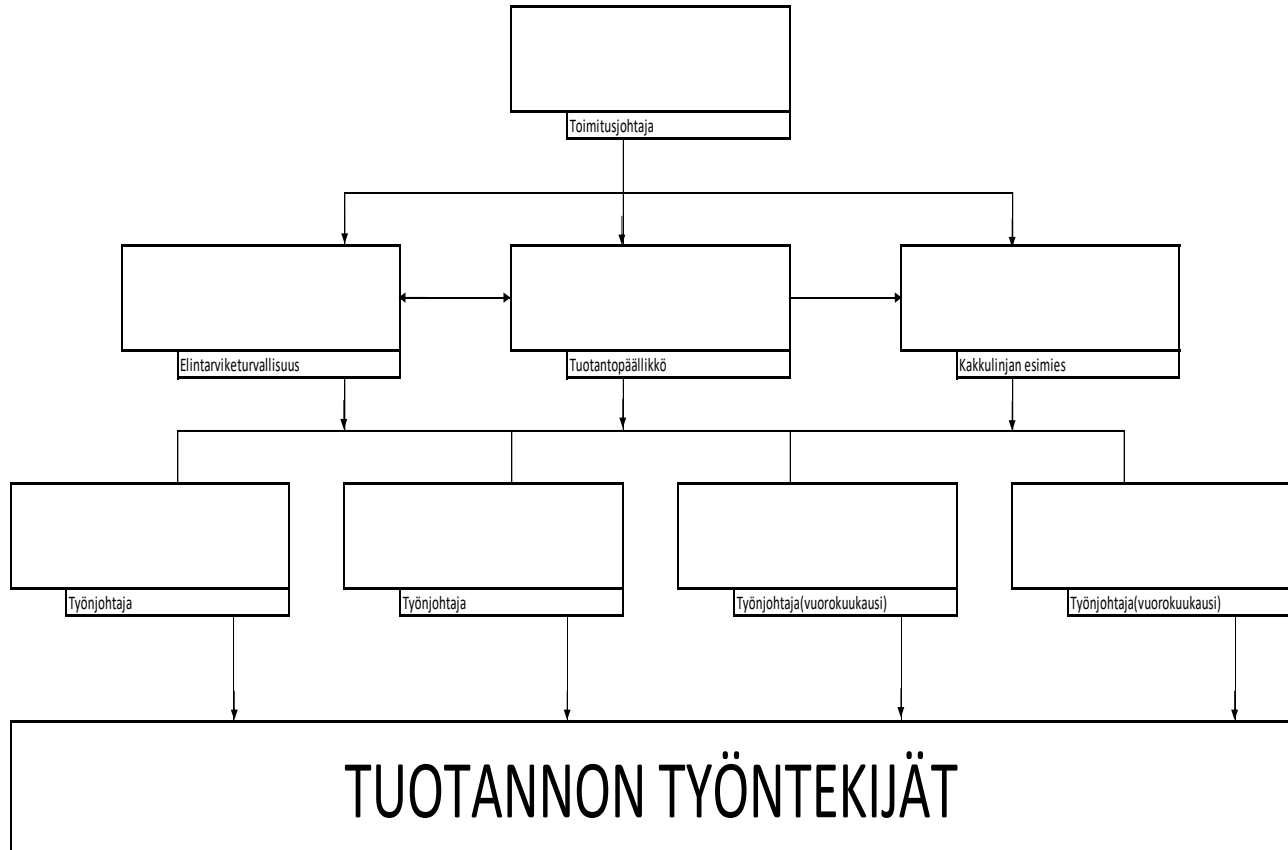 Toimitusjohtaja
Elintarviketurvallisuus
Tuotantopäällikkö
Kakkulinjan esimies
Työnjohtaja
Työnjohtaja
Työnjohtaja(vuorokuukausi)
Työnjohtaja(vuorokuukausi)
TUOTANNON TYÖNTEKIJÄT